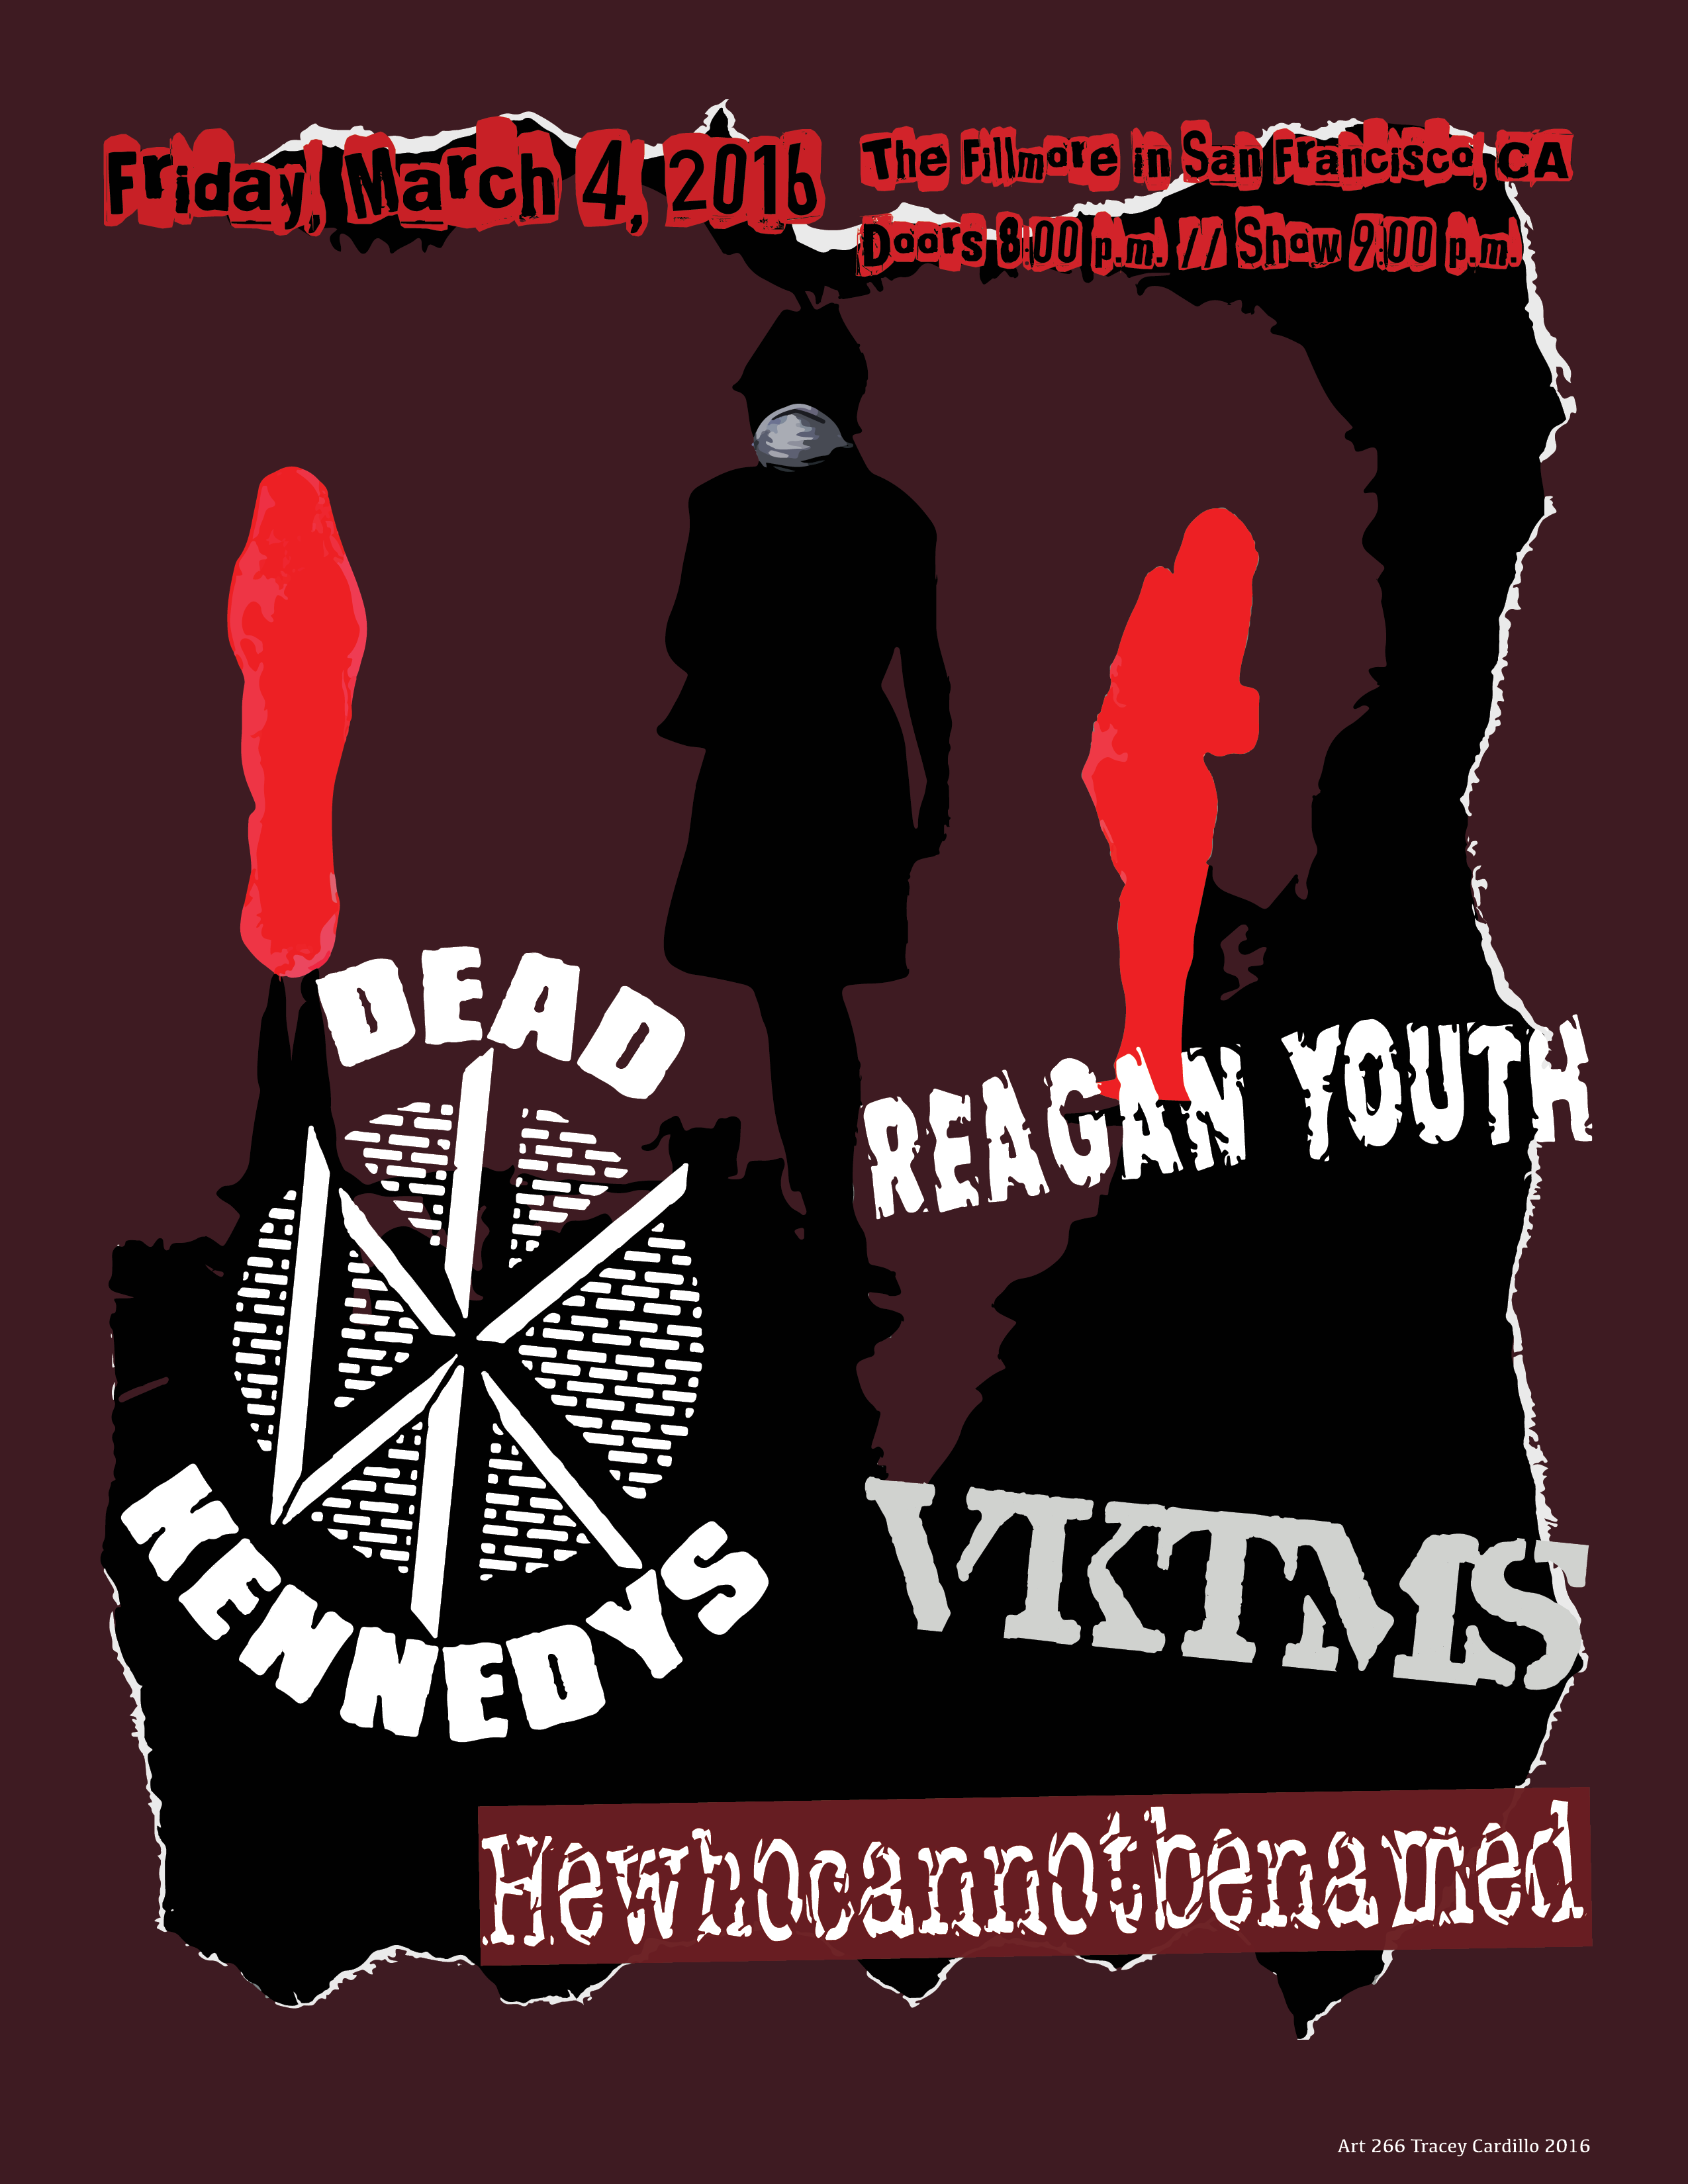 Friday, March 4, 2016
The Fillmore in San Francisco, CA
Doors 8:00 p.m. // Show 9:00 p.m.
DEAD
KENNEDYS
REAGAN YOUTH
VKTMS
Hewhocannotbenamed
Art 266 Tracey Cardillo 2016